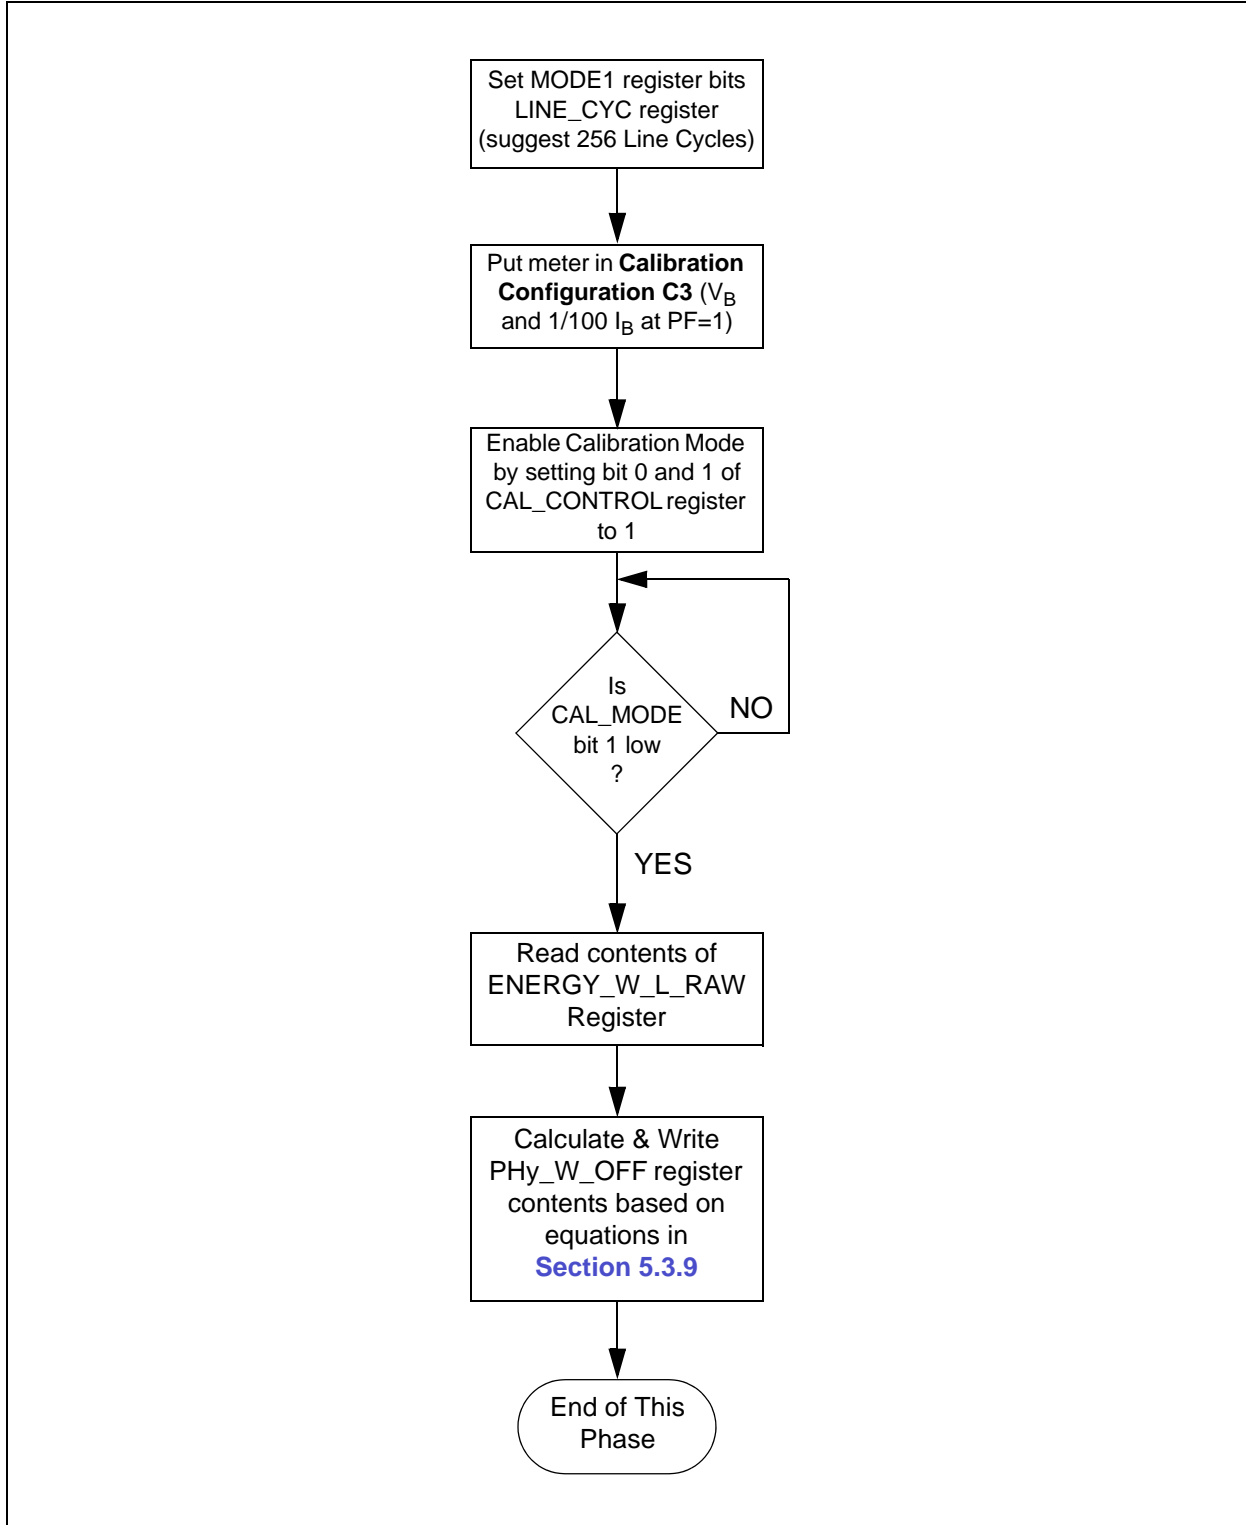 Set MODE1 register bits
LINE_CYC register
(suggest 256 Line Cycles)
Put meter in Calibration
Configuration C3 (VB
and 1/100 IB at PF=1)
Enable Calibration Mode
by setting bit 0 and 1 of
CAL_CONTROL register
to 1
Is
CAL_MODE
bit 1 low
?
NO
YES
Read contents of
ENERGY_W_L_RAW
Register
Calculate & Write
PHy_W_OFF register
contents based on
equations in
Section 5.3.9
End of This
Phase